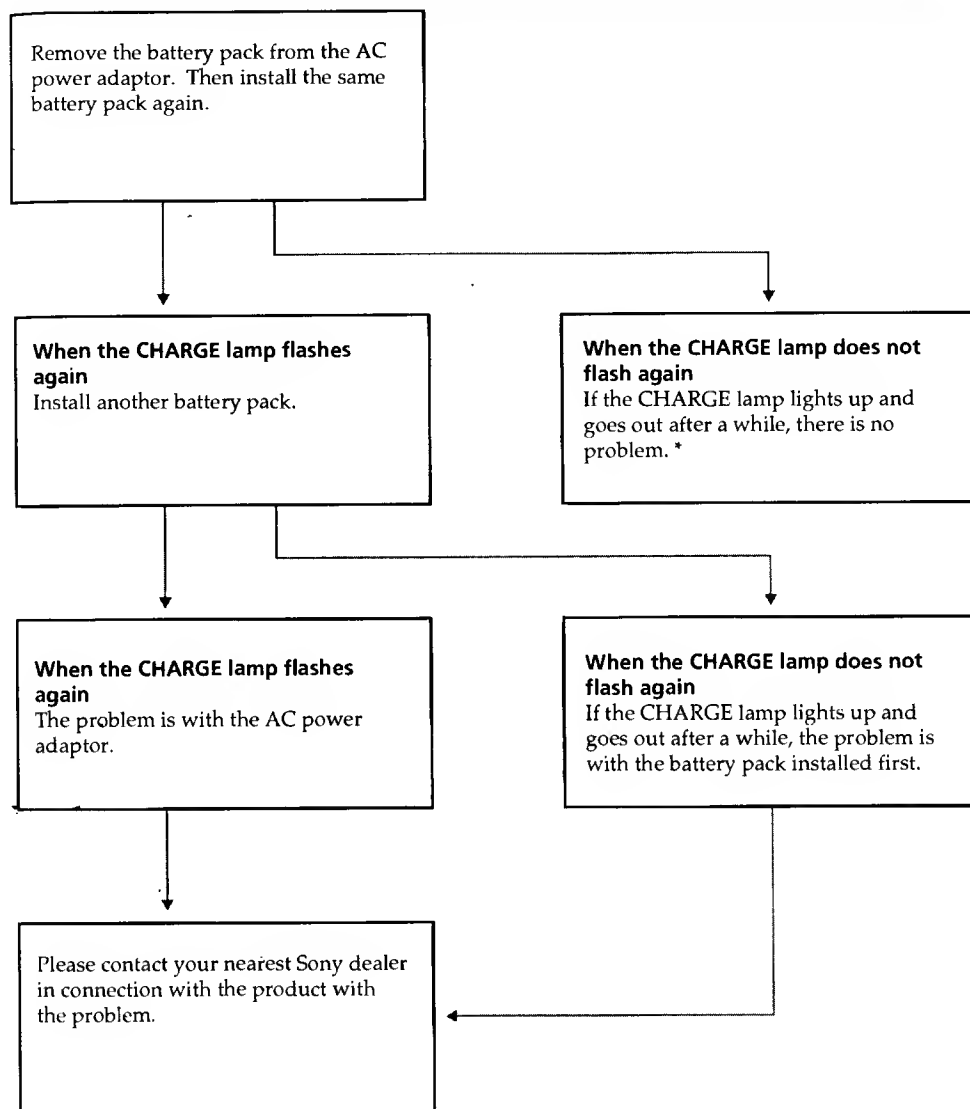 Remove the battery pack from the AC
power adaptor. Then install the same
battery pack again.
When the CHARGE lamp flashes
again
Install another battery pack.
When the CHARGE lamp does not
flash again
If the CHARGE lamp lights up and
goes out after a while, there is no
problem. *
When the CHARGE lamp flashes
again
The problem is with the AC power
adaptor.
When the CHARGE lamp does not
flash again
If the CHARGE lamp lights up and
goes out after a while, the problem is
with the battery pack installed first.
Please contact your nearest Sony dealer
in connection with the product with
the problem.